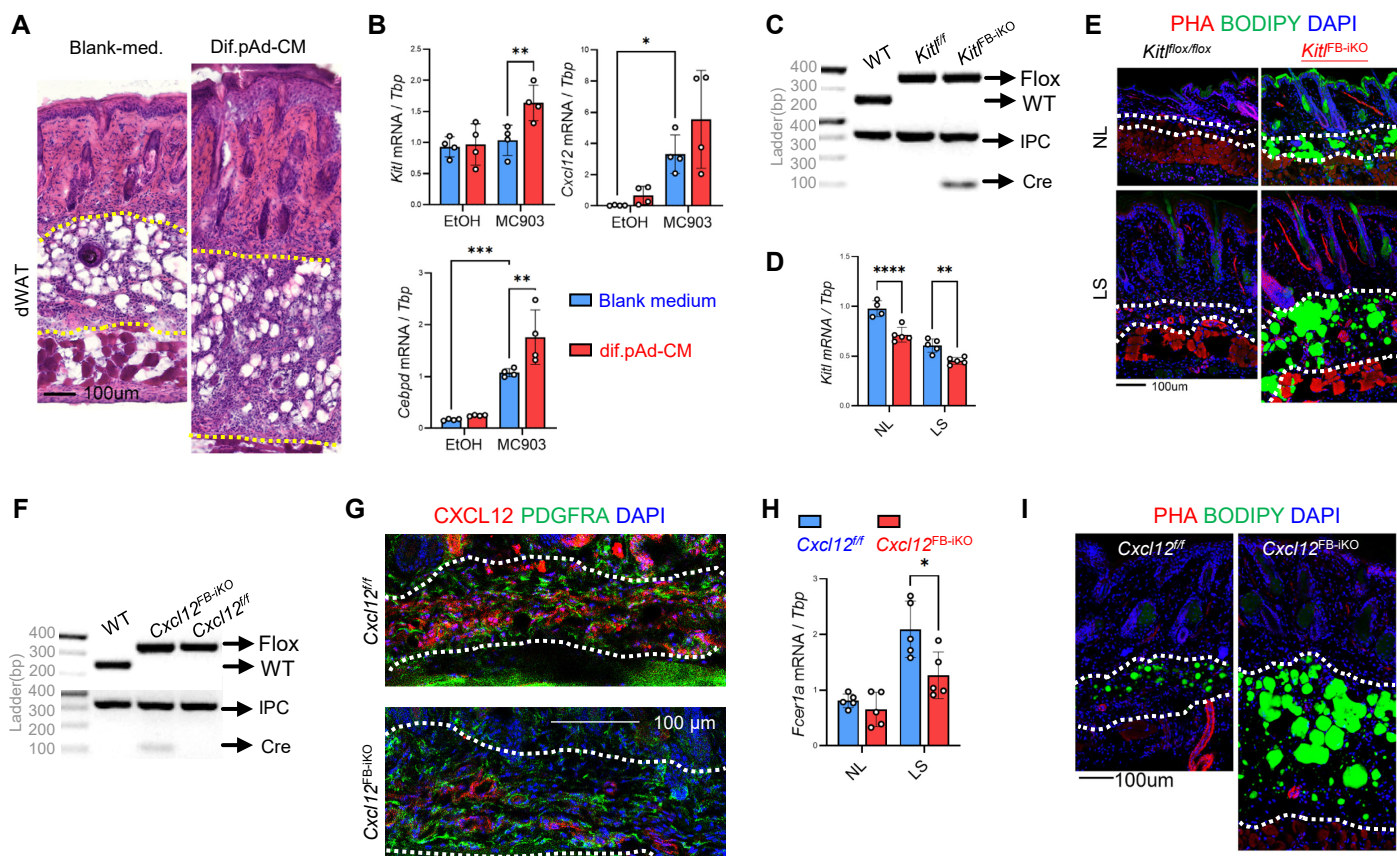 A
Blank-med.
Dif.pAd-CM
dWAT
100um
B
Kitl mRNA / Tbp
2.5
2.0
1.5
1.0
0.5
0.0
**
EtOH
MC903
Cxcl12 mRNA / Tbp
10
8
6
4
2
0
*
EtOH
MC903
Cebpd mRNA / Tbp
3
2
1
0
***
**
EtOH
MC903
Blank medium
dif.pAd-CM
C
WT
Kitl^f/f
Kitl^FB-iKO
Ladder(bp)
400
300
200
400
300
200
100
Flox
WT
IPC
Cre
D
Kitl mRNA / Tbp
1.5
1.0
0.5
0.0
****
**
NL
LS
E
PHA BODIPY DAPI
Kitl^flox/flox
Kitl^FB-iKO
NL
LS
100um
F
WT
Cxcl12^FB-iKO
Cxcl12^f/f
Ladder(bp)
400
300
200
400
300
200
100
Flox
WT
IPC
Cre
G
CXCL12 PDGFRA DAPI
Cxcl12^f/f
Cxcl12^FB-iKO
100 µm
H
Cxcl12^f/f
Cxcl12^FB-iKO
Fcer1a mRNA / Tbp
3
2
1
0
*
NL
LS
I
PHA BODIPY DAPI
Cxcl12^f/f
Cxcl12^FB-iKO
100um